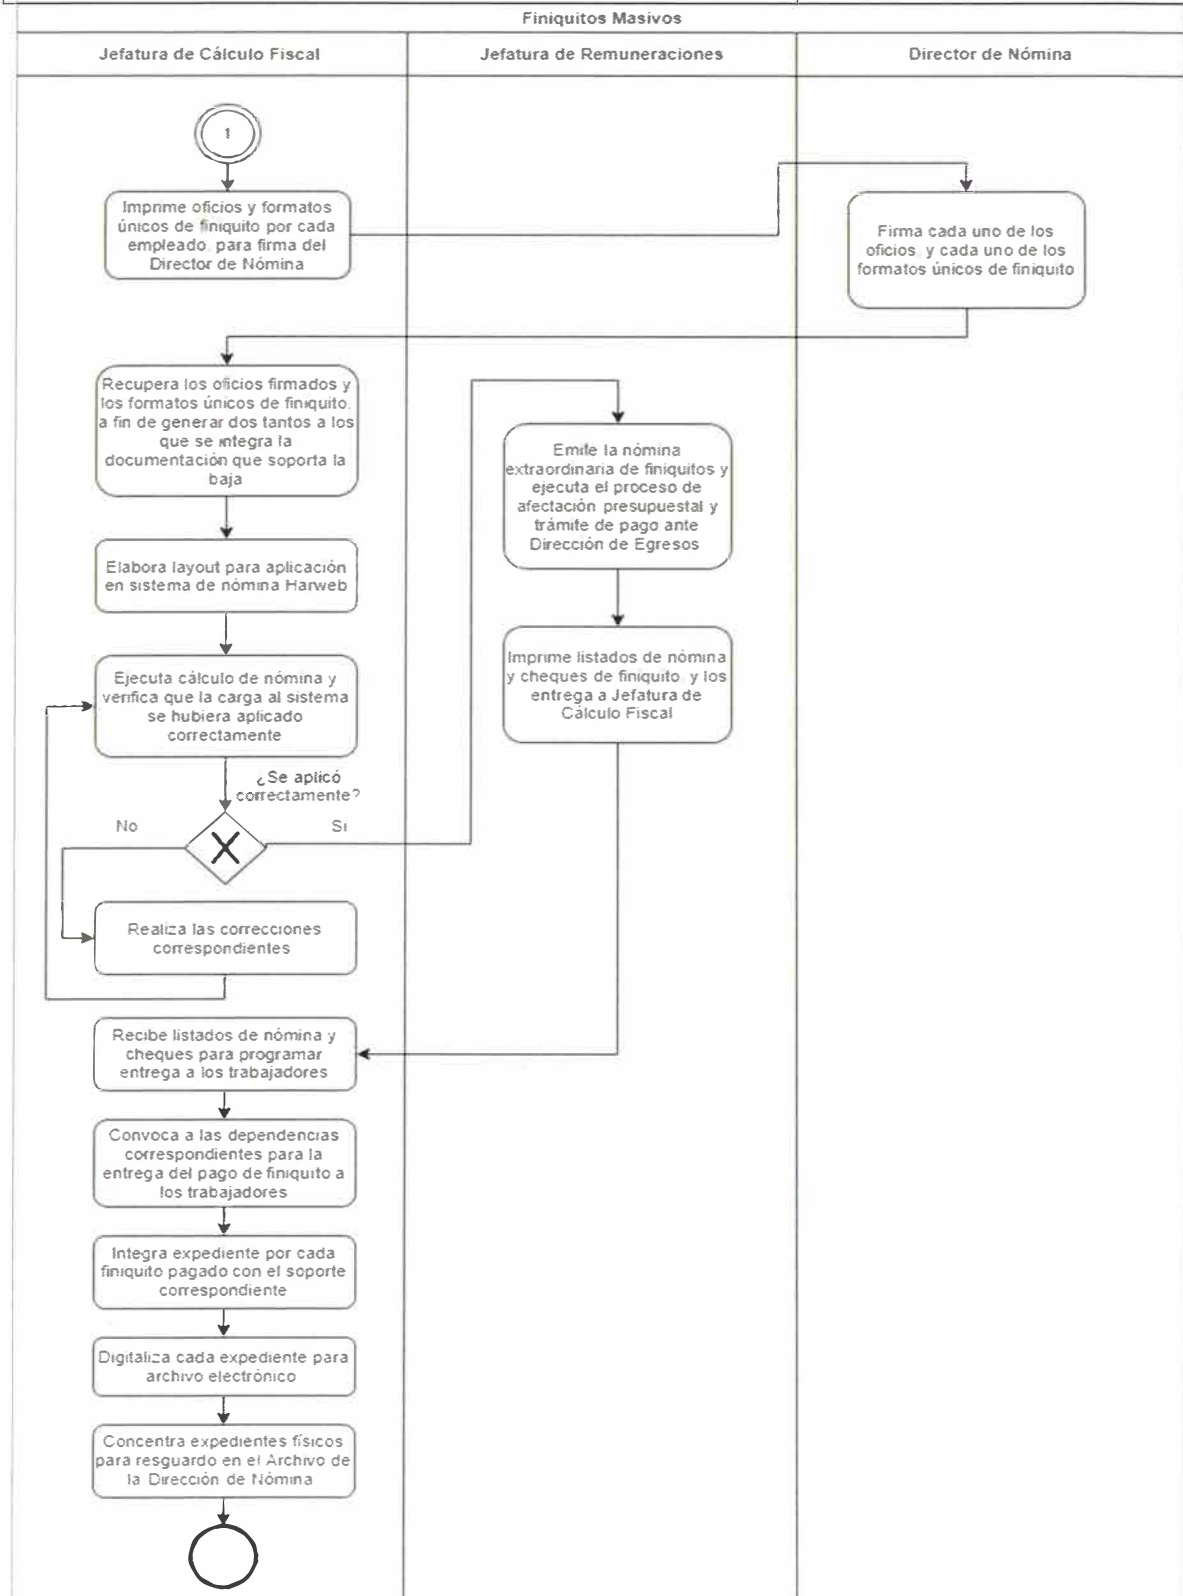 Finiquitos Masivos
Jefatura de Cálculo Fiscal
Jefatura de Remuneraciones
Director de Nómina
1
Imprime oficios y formatos
únicos de finiquito por cada
empleado, para firma del
Director de Nómina
Firma cada uno de los
oficios, y cada uno de los
formatos únicos de finiquito
Recupera los oficios firmados y
los formatos únicos de finiquito,
a fin de generar dos tantos a los
que se integra la
documentación que soporta la
baja
Elabora layout para aplicación
en sistema de nómina Harweb
Ejecuta cálculo de nómina y
verifica que la carga al sistema
se hubiera aplicado
correctamente
¿Se aplicó
correctamente?
No
Si
Realiza las correcciones
correspondientes
Emite la nómina
extraordinaria de finiquitos y
ejecuta el proceso de
afectación presupuestal y
trámite de pago ante
Dirección de Egresos
Imprime listados de nómina
y cheques de finiquito y los
entrega a Jefatura de
Cálculo Fiscal
Recibe listados de nómina y
cheques para programar
entrega a los trabajadores
Convoca a las dependencias
correspondientes para la
entrega del pago de finiquito a
los trabajadores
Integra expediente por cada
finiquito pagado con el soporte
correspondiente
Digitaliza cada expediente para
archivo electrónico
Concentra expedientes físicos
para resguardo en el Archivo de
la Dirección de Nómina